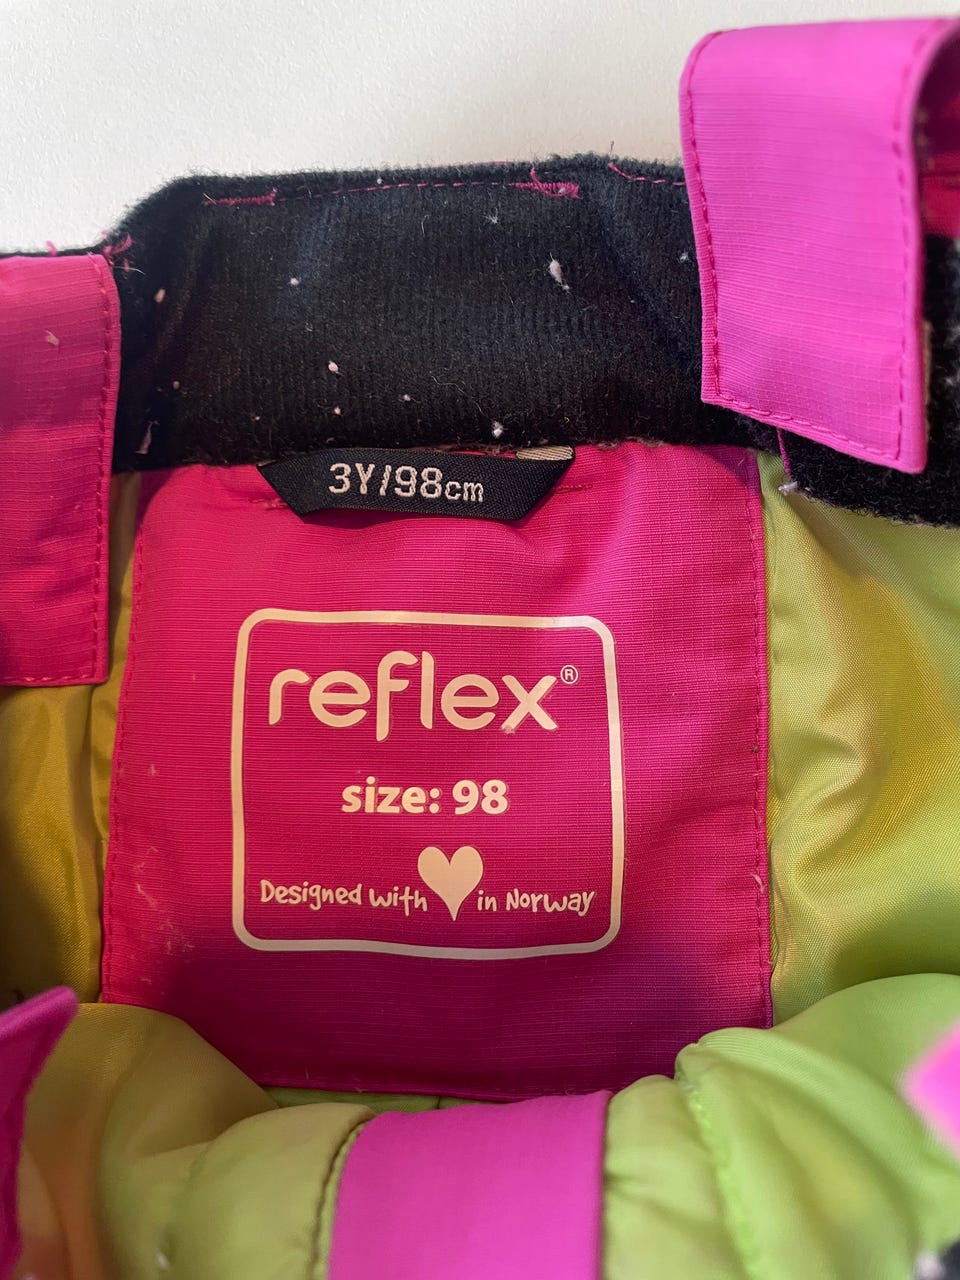 3Y/98cm
reflex®
size: 98
Designed with ♥ in Norway